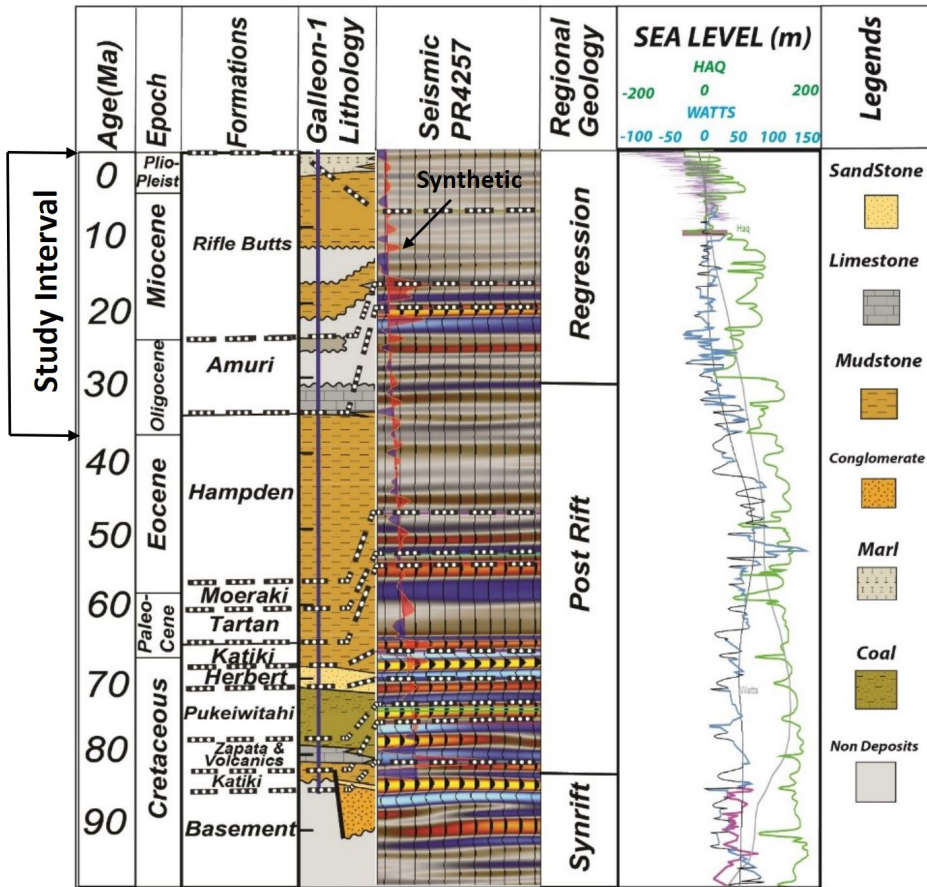 Study Interval
Age(Ma)
Epoch
Formations
Galleon-1
Lithology
Seismic
PR4257
Regional
Geology
SEA LEVEL (m)
HAQ
-200 0 200
WATTS
-100 -50 0 50 100 150
Legends
0
10
20
30
40
50
60
70
80
90
Plio-
Pleist
Miocene
Oligocene
Eocene
Paleo-
Cene
Cretaceous
Rifle Butts
Amuri
Hampden
Moeraki
Tartan
Katiki
Herbert
Pukeiwitahi
Zapata &
Volcanics
Katiki
Basement
Synthetic
Regression
Post Rift
Synrift
Haq
Watts
SandStone
Limestone
Mudstone
Conglomerate
Marl
Coal
Non Deposits